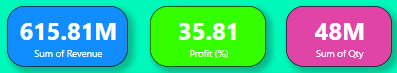 615.81M
Sum of Revenue
35.81
Profit (%)
48M
Sum of Qty